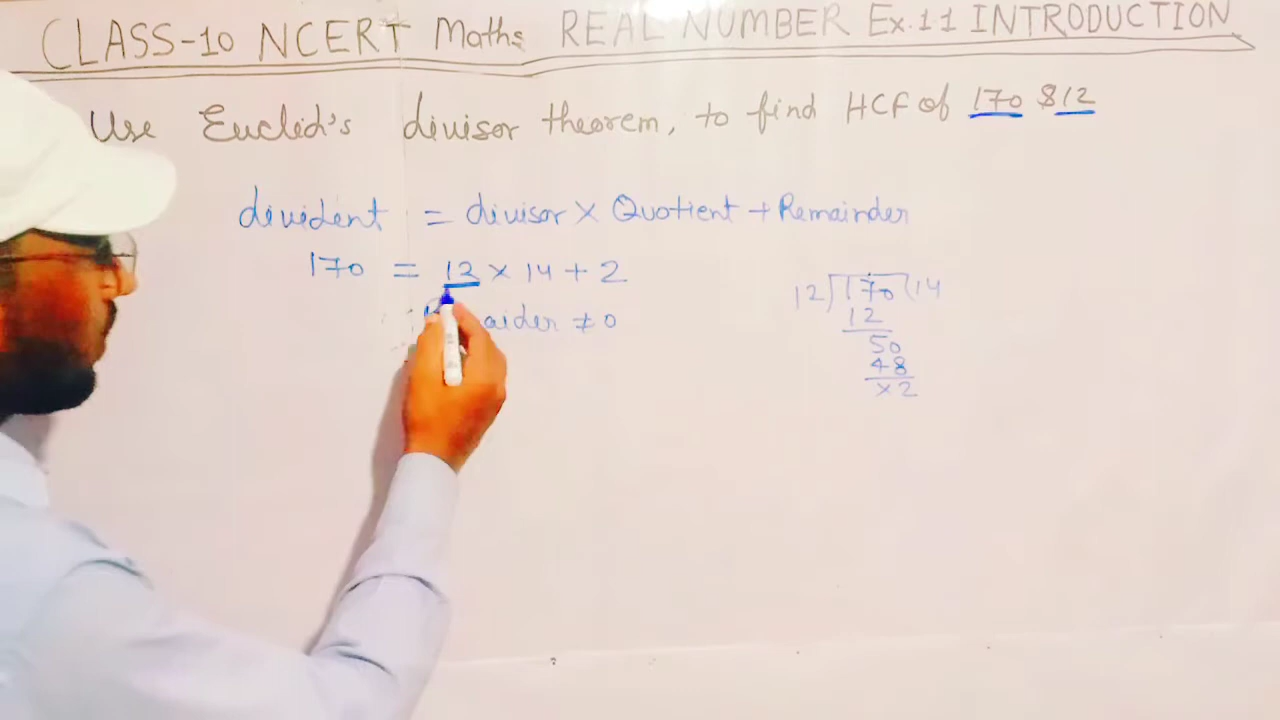 CLASS-10 NCERT Maths REAL NUMBER Ex.1.1 INTRODUCTION
Use Euclid's divisor theorem, to find HCF of 170 & 12
divident = divisor × Quotient + Remainder
170 = 12 × 14 + 2
≠ 0
12)170(14
12
50
48
×2